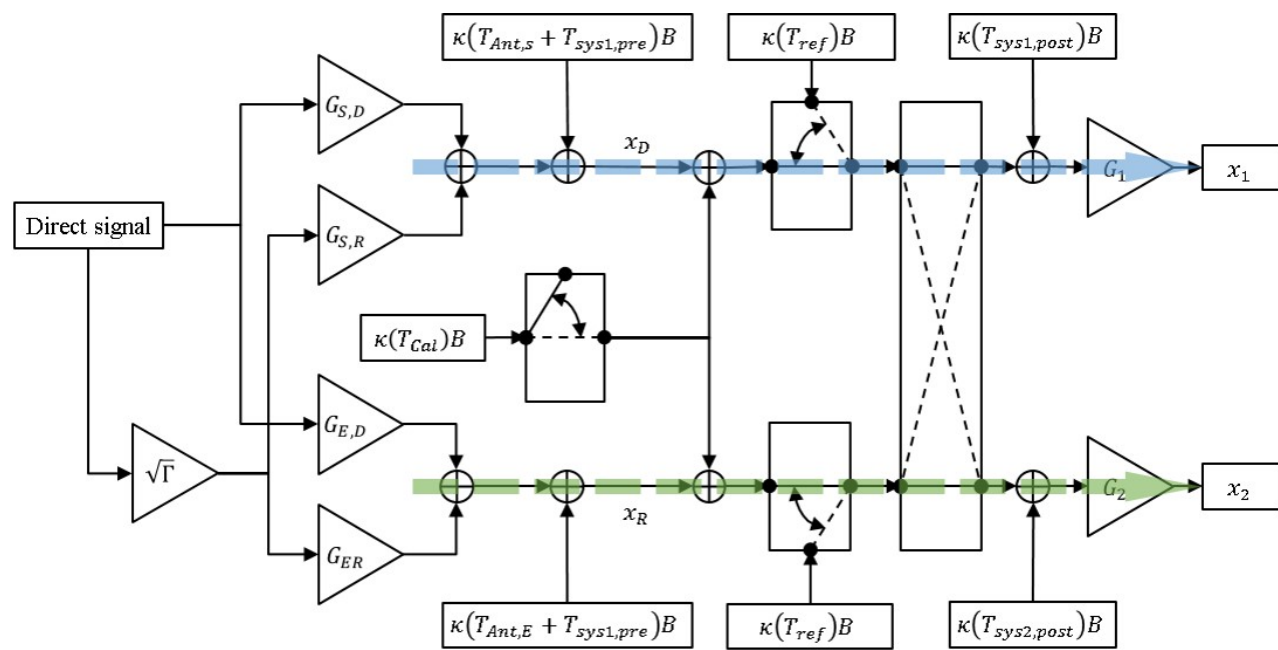 κ(T_{Ant,s} + T_{sys1,pre})B
κ(T_{ref})B
κ(T_{sys1,post})B
G_{S,D}
x_D
G_1
x_1
Direct signal
G_{S,R}
κ(T_{Cal})B
G_{E,D}
√Γ
G_2
x_2
x_R
G_{ER}
κ(T_{Ant,E} + T_{sys1,pre})B
κ(T_{ref})B
κ(T_{sys2,post})B